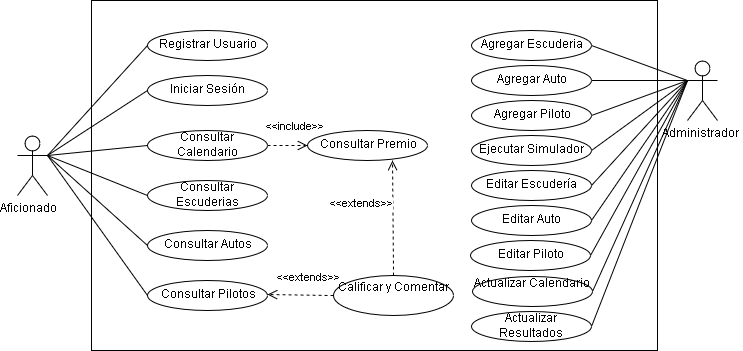 Registrar Usuario
Iniciar Sesión
Consultar
Calendario
Consultar
Escuderias
Consultar Autos
Consultar Pilotos
<<include>>
Consultar Premio
<<extends>>
<<extends>>
Calificar y Comentar
Agregar Escuderia
Agregar Auto
Agregar Piloto
Ejecutar Simulador
Editar Escudería
Editar Auto
Editar Piloto
Actualizar Calendario
Actualizar
Resultados
Aficionado
Administrador